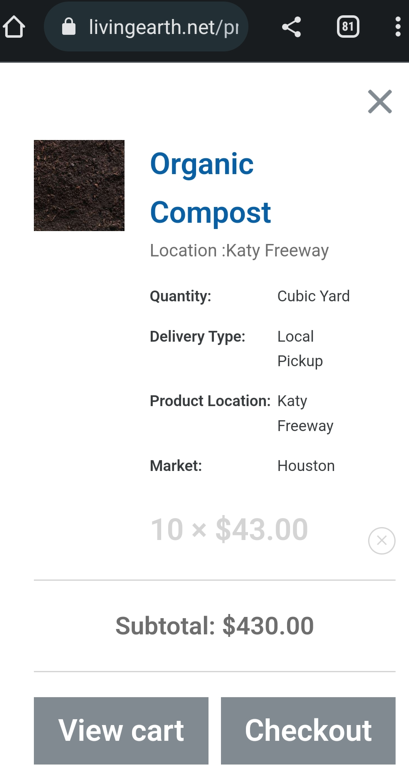 livingearth.net/pr
81
Organic
Compost
Location :Katy Freeway
Quantity: Cubic Yard
Delivery Type: Local
Pickup
Product Location: Katy
Freeway
Market: Houston
10 × $43.00
Subtotal: $430.00
View cart Checkout